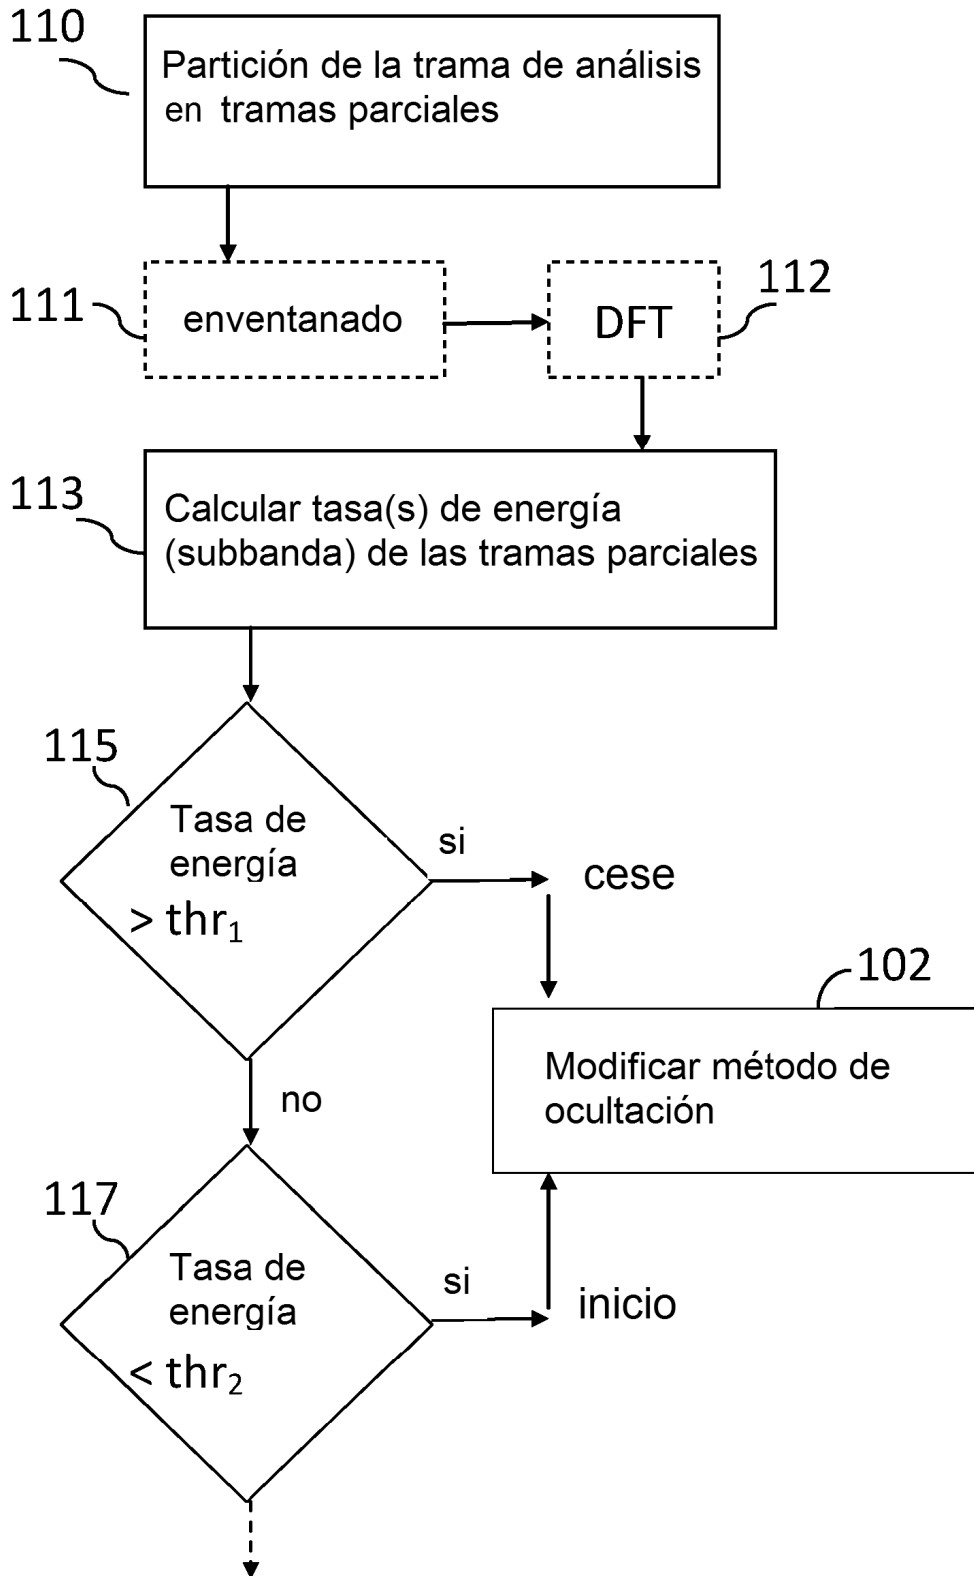 110
Partición de la trama de análisis
en tramas parciales
111
enventanado
DFT
112
113
Calcular tasa(s) de energía
(subbanda) de las tramas parciales
115
Tasa de
energía
> thr₁
si
cese
102
Modificar método de
ocultación
no
117
Tasa de
energía
< thr₂
si
inicio